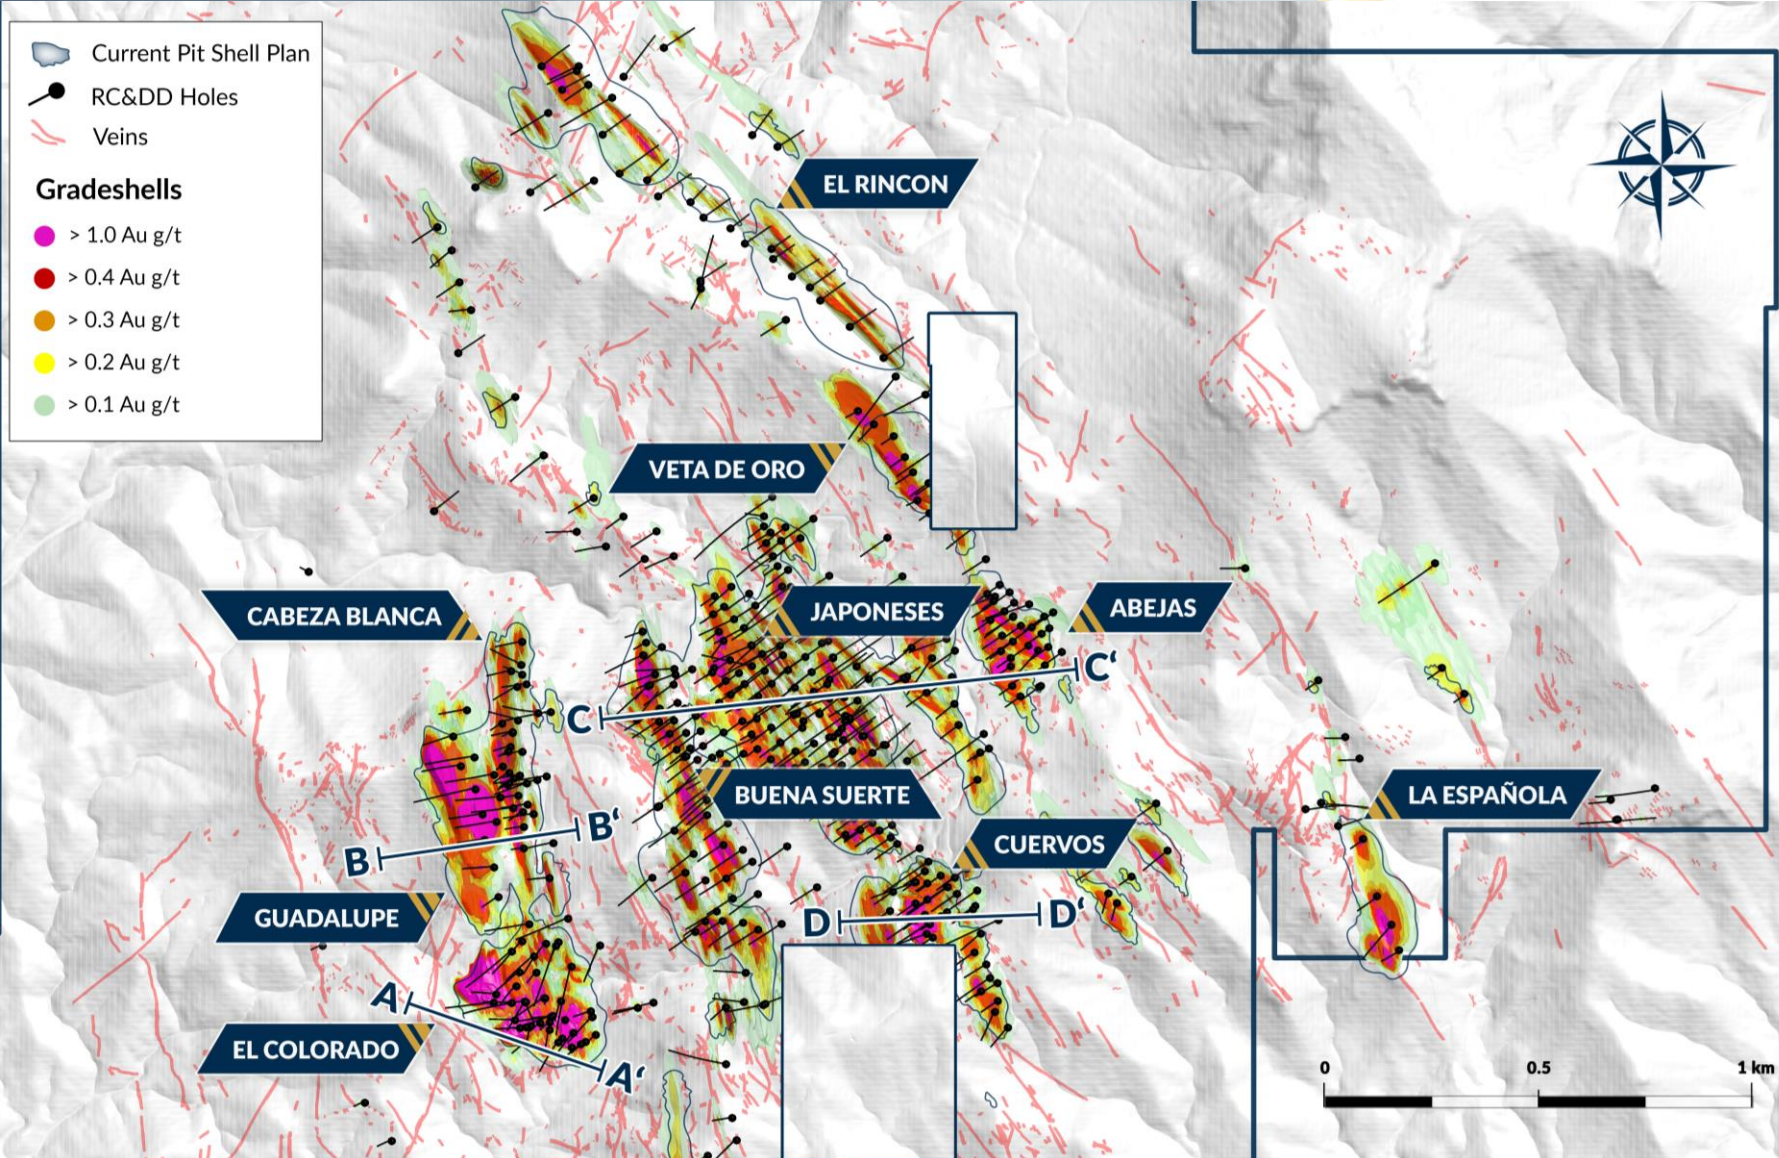 Current Pit Shell Plan
RC&DD Holes
Veins
Gradeshells
> 1.0 Au g/t
> 0.4 Au g/t
> 0.3 Au g/t
> 0.2 Au g/t
> 0.1 Au g/t
EL RINCON
VETA DE ORO
CABEZA BLANCA
JAPONESES
ABEJAS
C
C‘
BUENA SUERTE
LA ESPAÑOLA
B
B‘
CUERVOS
GUADALUPE
D
D‘
A
A‘
EL COLORADO
0
0.5
1 km